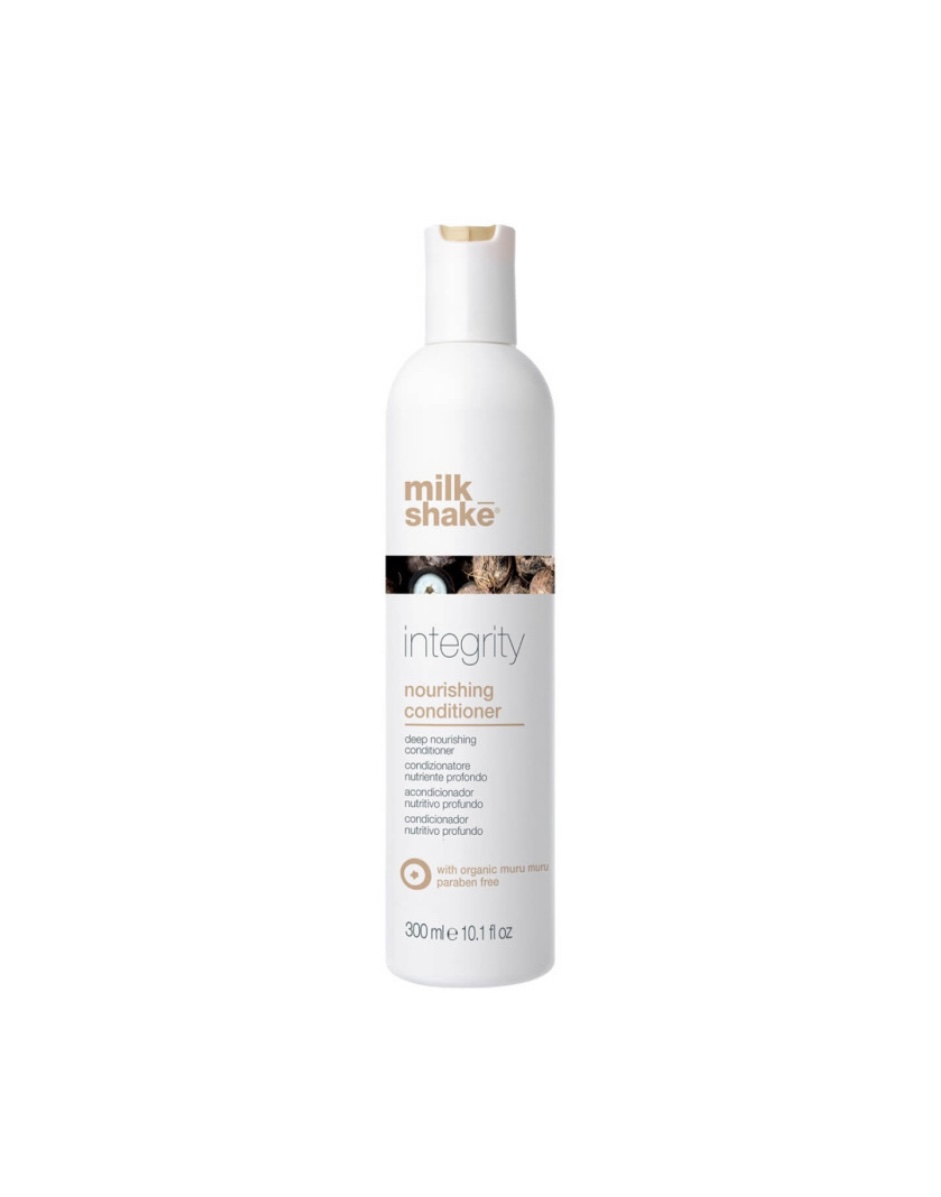 milk_
shake®
integrity
nourishing
conditioner
deep nourishing
conditioner
condizionatore
nutriente profondo
acondicionador
nutritivo profundo
condicionador
nutritivo profundo
with organic muru muru
paraben free
300 ml e 10.1 fl oz